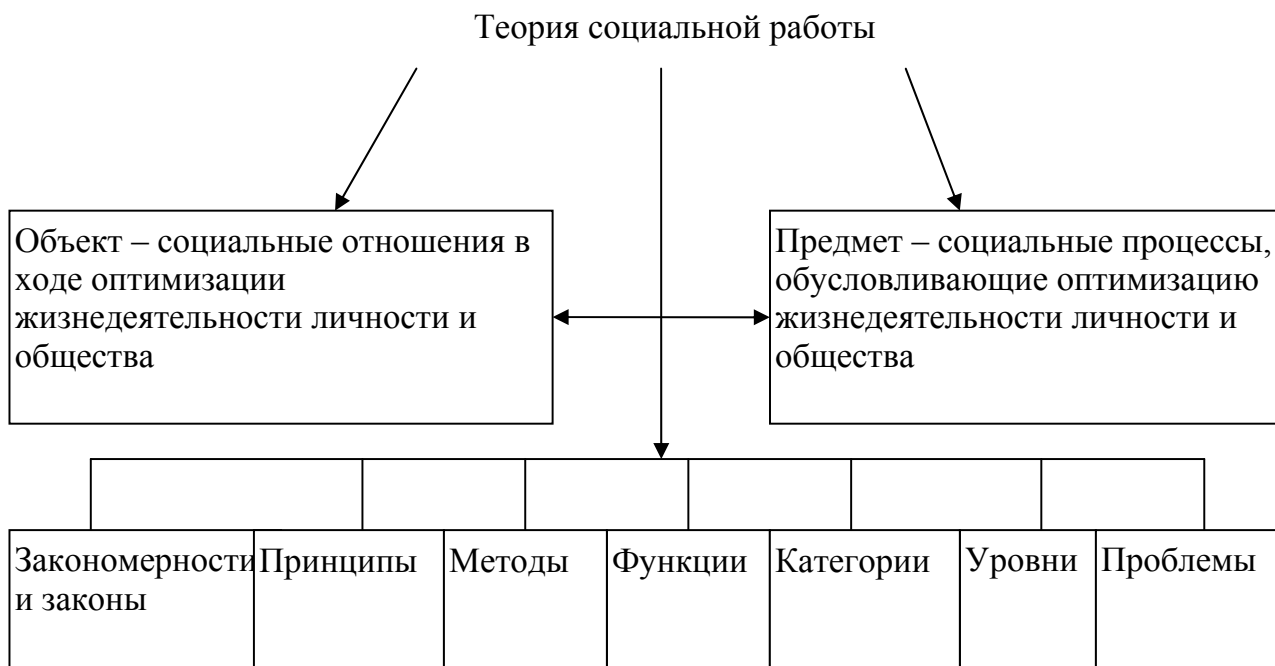 Теория социальной работы
Объект – социальные отношения в
ходе оптимизации
жизнедеятельности личности и
общества
Предмет – социальные процессы,
обусловливающие оптимизацию
жизнедеятельности личности и
общества
Закономерности
и законы
Принципы
Методы
Функции
Категории
Уровни
Проблемы